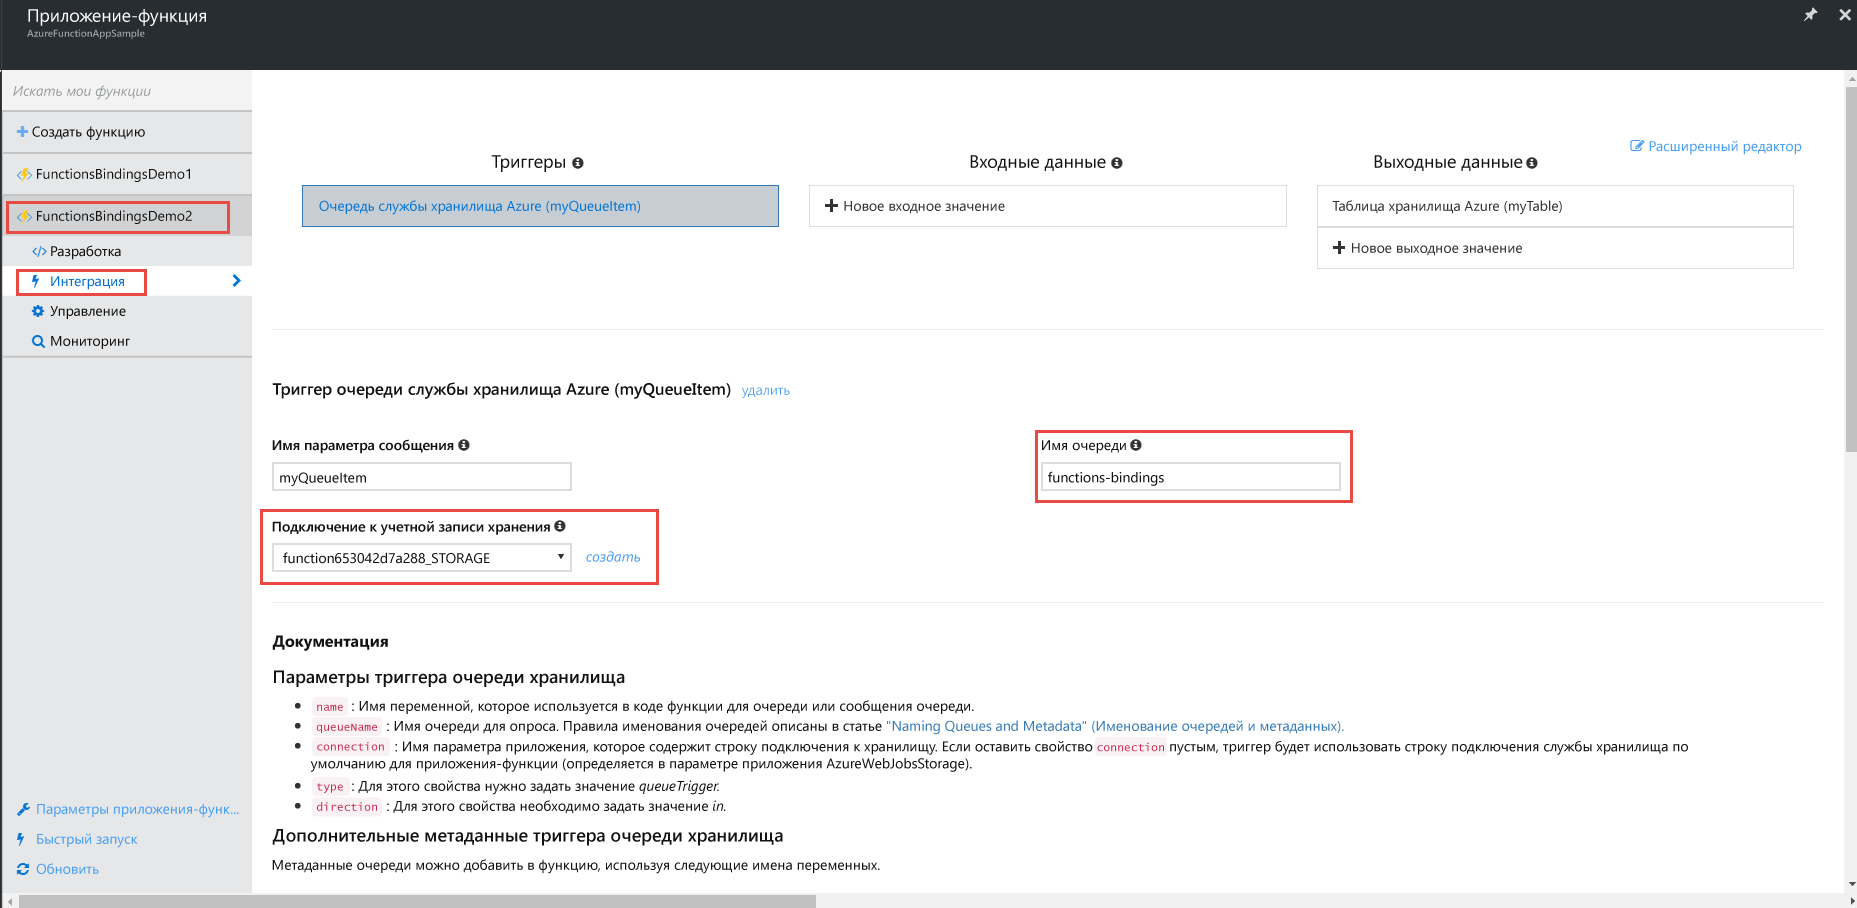 Приложение-функция
AzureFunctionAppSample
Искать мои функции
Создать функцию
FunctionsBindingsDemo1
FunctionsBindingsDemo2
Разработка
Интеграция
Управление
Мониторинг
Параметры приложения-функ...
Быстрый запуск
Обновить
Расширенный редактор
Триггеры
Очередь службы хранилища Azure (myQueueItem)
Входные данные
Новое входное значение
Выходные данные
Таблица хранилища Azure (myTable)
Новое выходное значение
Триггер очереди службы хранилища Azure (myQueueItem) удалить
Имя параметра сообщения
myQueueItem
Имя очереди
functions-bindings
Подключение к учетной записи хранения
function653042d7a288_STORAGE создать
Документация
Параметры триггера очереди хранилища
name : Имя переменной, которое используется в коде функции для очереди или сообщения очереди.
queueName : Имя очереди для опроса. Правила именования очередей описаны в статье "Naming Queues and Metadata" (Именование очередей и метаданных).
connection : Имя параметра приложения, которое содержит строку подключения к хранилищу. Если оставить свойство connection пустым, триггер будет использовать строку подключения службы хранилища по
умолчанию для приложения-функции (определяется в параметре приложения AzureWebJobsStorage).
type : Для этого свойства нужно задать значение queueTrigger.
direction : Для этого свойства необходимо задать значение in.
Дополнительные метаданные триггера очереди хранилища
Метаданные очереди можно добавить в функцию, используя следующие имена переменных.